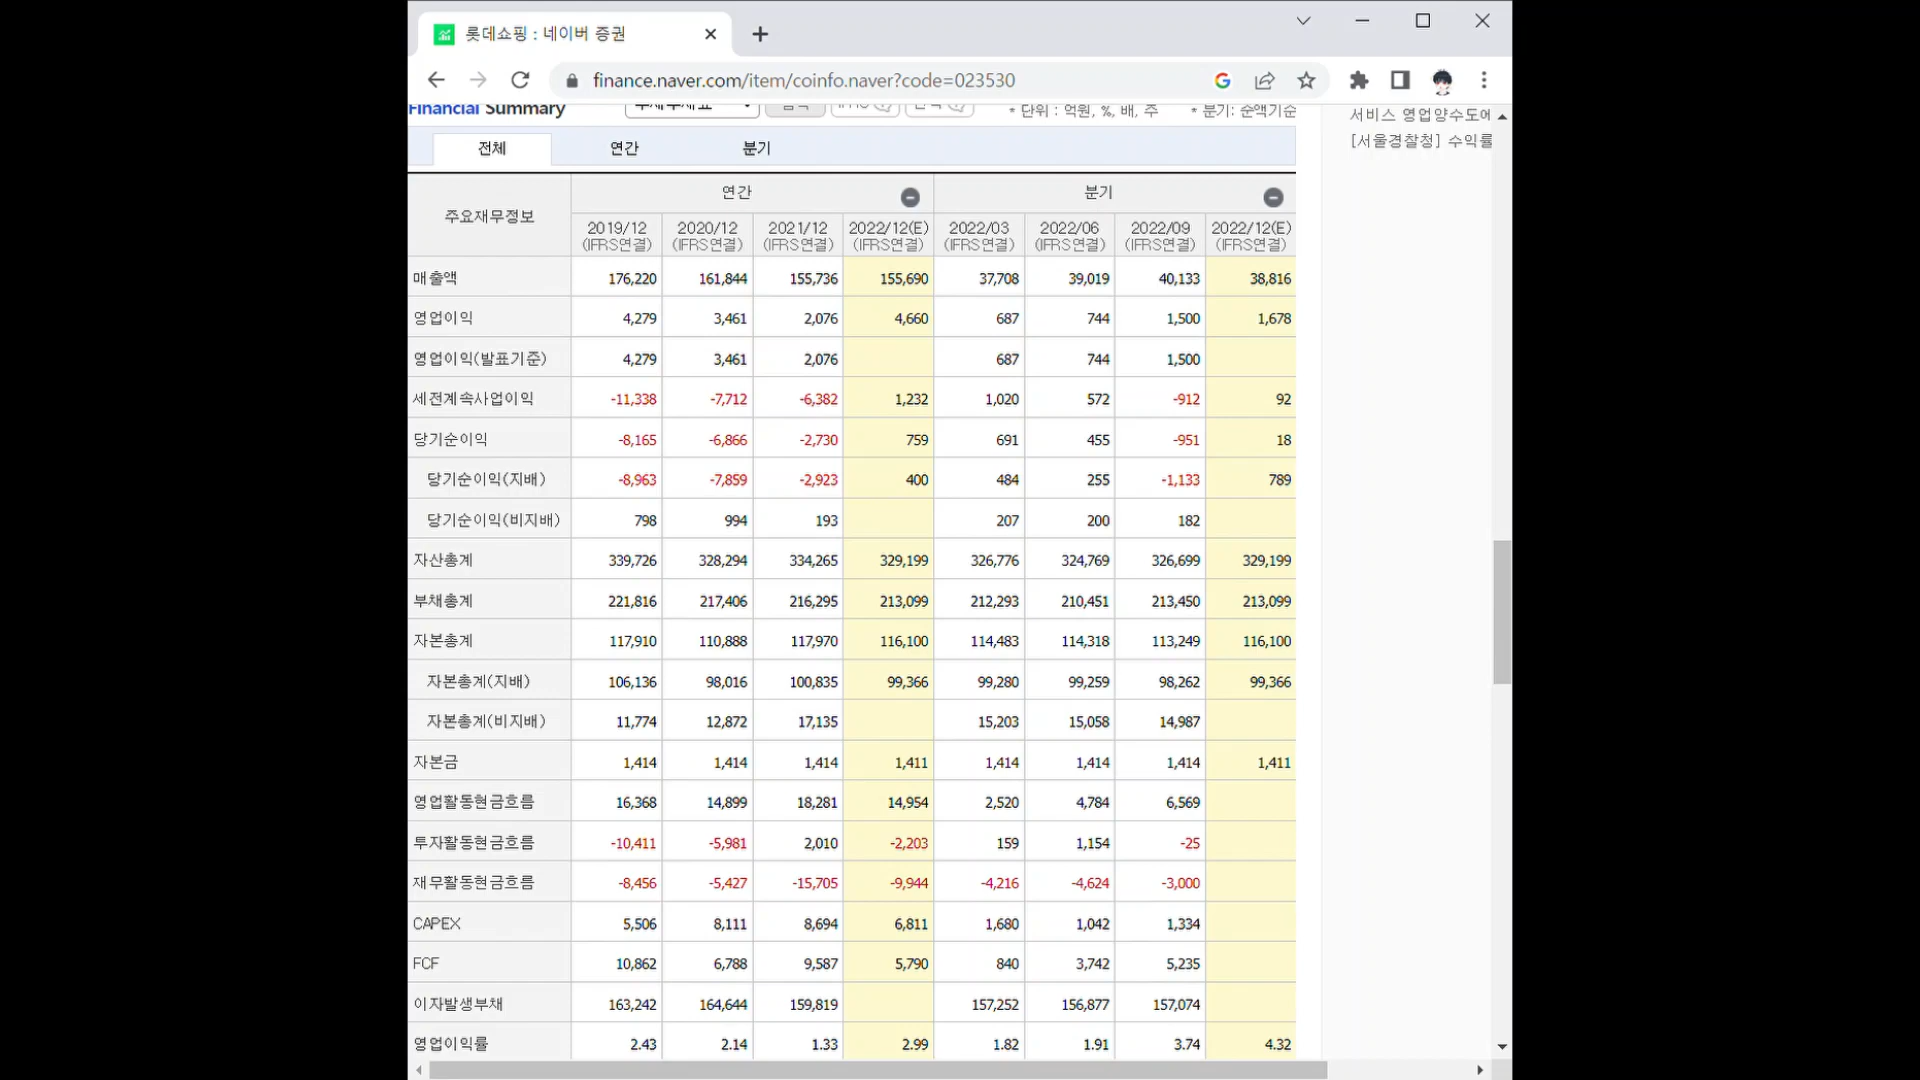 롯데쇼핑 : 네이버 증권
finance.naver.com/item/coinfo.naver?code=023530
Financial Summary * 단위 : 억원, %, 배, 주 * 분기: 순액기준
서비스 영업양수도에
[서울경찰청] 수익률
전체 연간 분기
주요재무정보 연간 분기
2019/12 2020/12 2021/12 2022/12(E) 2022/03 2022/06 2022/09 2022/12(E)
(IFRS연결) (IFRS연결) (IFRS연결) (IFRS연결) (IFRS연결) (IFRS연결) (IFRS연결) (IFRS연결)
매출액 176,220 161,844 155,736 155,690 37,708 39,019 40,133 38,816
영업이익 4,279 3,461 2,076 4,660 687 744 1,500 1,678
영업이익(발표기준) 4,279 3,461 2,076 687 744 1,500
세전계속사업이익 -11,338 -7,712 -6,382 1,232 1,020 572 -912 92
당기순이익 -8,165 -6,866 -2,730 759 691 455 -951 18
당기순이익(지배) -8,963 -7,859 -2,923 400 484 255 -1,133 789
당기순이익(비지배) 798 994 193 207 200 182
자산총계 339,726 328,294 334,265 329,199 326,776 324,769 326,699 329,199
부채총계 221,816 217,406 216,295 213,099 212,293 210,451 213,450 213,099
자본총계 117,910 110,888 117,970 116,100 114,483 114,318 113,249 116,100
자본총계(지배) 106,136 98,016 100,835 99,366 99,280 99,259 98,262 99,366
자본총계(비지배) 11,774 12,872 17,135 15,203 15,058 14,987
자본금 1,414 1,414 1,414 1,411 1,414 1,414 1,414 1,411
영업활동현금흐름 16,368 14,899 18,281 14,954 2,520 4,784 6,569
투자활동현금흐름 -10,411 -5,981 2,010 -2,203 159 1,154 -25
재무활동현금흐름 -8,456 -5,427 -15,705 -9,944 -4,216 -4,624 -3,000
CAPEX 5,506 8,111 8,694 6,811 1,680 1,042 1,334
FCF 10,862 6,788 9,587 5,790 840 3,742 5,235
이자발생부채 163,242 164,644 159,819 157,252 156,877 157,074
영업이익률 2.43 2.14 1.33 2.99 1.82 1.91 3.74 4.32